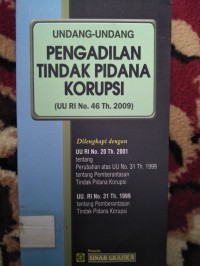 UNDANG-UNDANG
PENGADILAN
TINDAK PIDANA
KORUPSI
(UU RI No. 46 Th. 2009)
Dilengkapi dengan
UU RI No. 20 Th. 2001
tentang
Perubahan atas UU No. 31 Th. 1999
tentang Pemberantasan
Tindak Pidana Korupsi
UU. RI No. 31 Th. 1999
tentang Pemberantasan
Tindak Pidana Korupsi
Penerbit
SINAR GRAFIKA